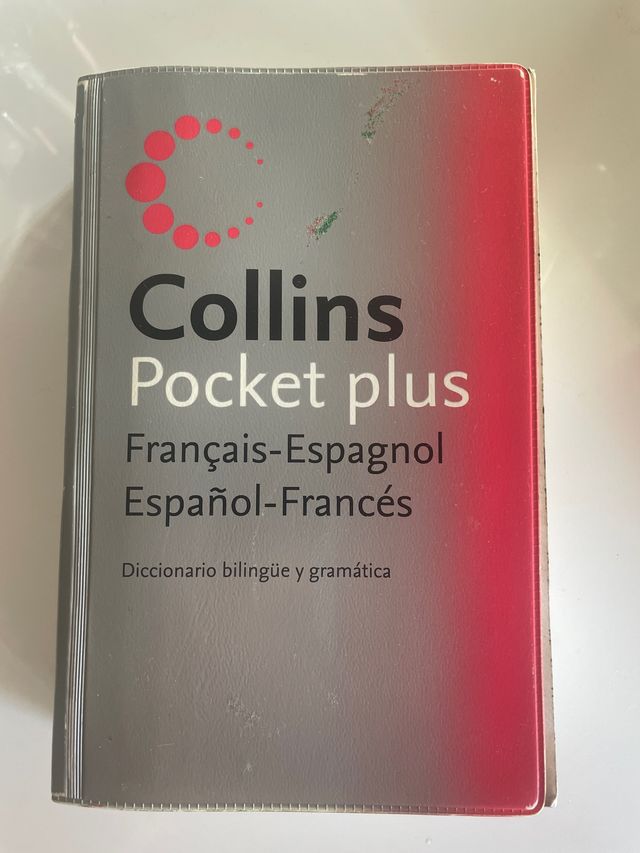 Collins
Pocket plus
Français-Espagnol
Español-Francés
Diccionario bilingüe y gramática